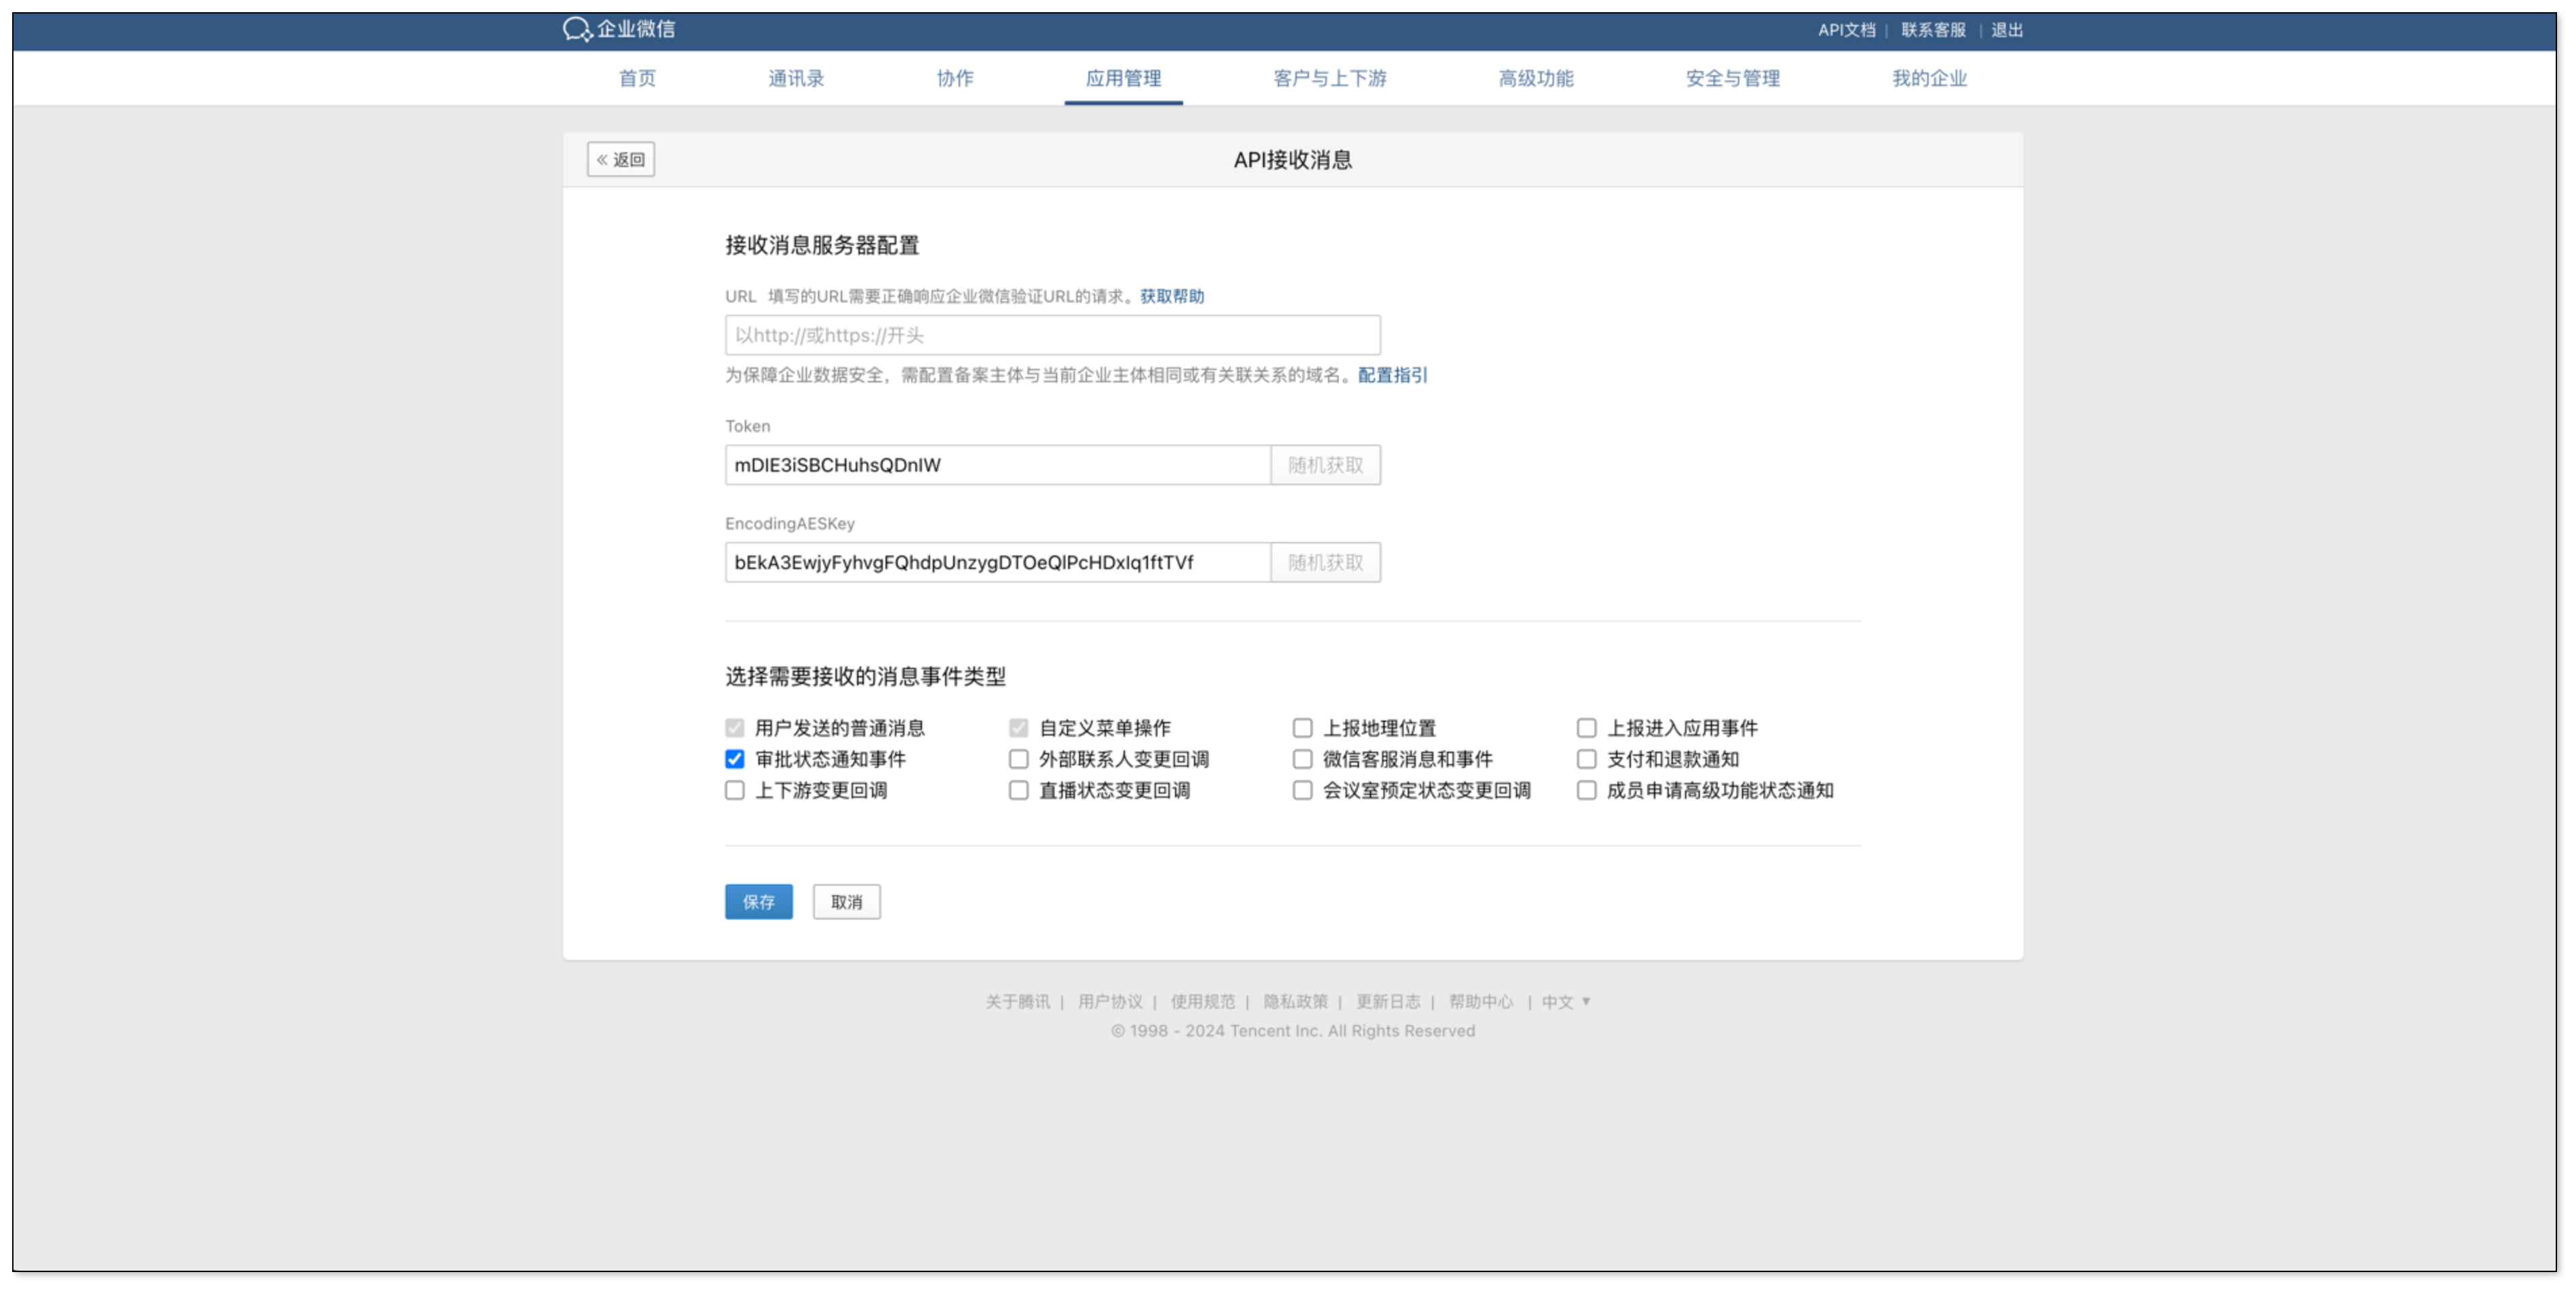 企业微信
API文档 | 联系客服 | 退出
首页 通讯录 协作 应用管理 客户与上下游 高级功能 安全与管理 我的企业
« 返回 API接收消息
接收消息服务器配置
URL 填写的URL需要正确响应企业微信验证URL的请求。获取帮助
以http://或https://开头
为保障企业数据安全，需配置备案主体与当前企业主体相同或有关联关系的域名。配置指引
Token
mDIE3iSBCHuhsQDnIW 随机获取
EncodingAESKey
bEkA3EwjyFyhvgFQhdpUnzygDTOeQlPcHDxIq1ftTVf 随机获取
选择需要接收的消息事件类型
用户发送的普通消息 自定义菜单操作 上报地理位置 上报进入应用事件
审批状态通知事件 外部联系人变更回调 微信客服消息和事件 支付和退款通知
上下游变更回调 直播状态变更回调 会议室预定状态变更回调 成员申请高级功能状态通知
保存 取消
关于腾讯 | 用户协议 | 使用规范 | 隐私政策 | 更新日志 | 帮助中心 | 中文 ▼
© 1998 - 2024 Tencent Inc. All Rights Reserved